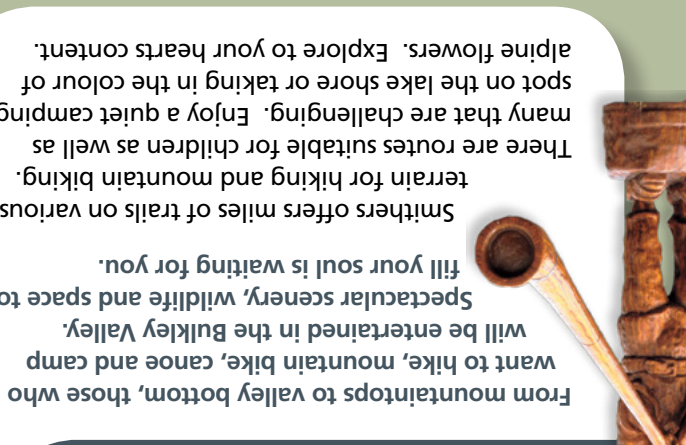 From mountaintops to valley bottom, those who
want to hike, mountain bike, canoe and camp
will be entertained in the Bulkley Valley.
Spectacular scenery, wildlife and space to
fill your soul is waiting for you.
Smithers offers miles of trails on various
terrain for hiking and mountain biking.
There are routes suitable for children as well as
many that are challenging.  Enjoy a quiet camping
spot on the lake shore or taking in the colour of
alpine flowers.  Explore to your hearts content.